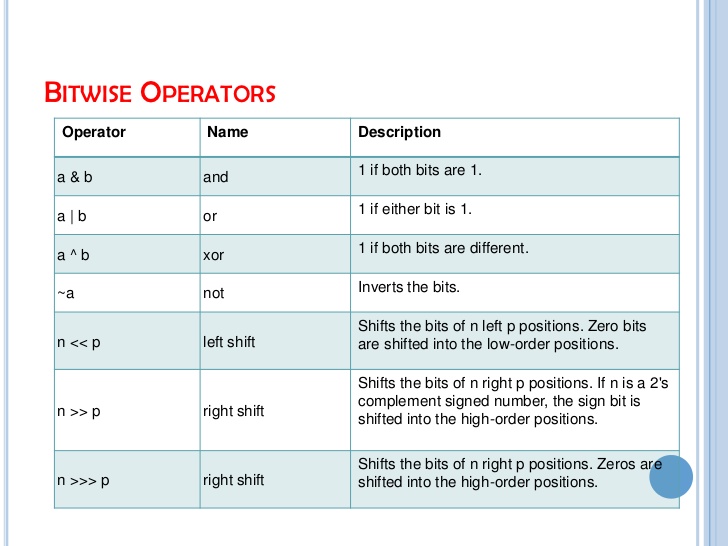 BITWISE OPERATORS
Operator Name Description
a & b and 1 if both bits are 1.
a | b or 1 if either bit is 1.
a ^ b xor 1 if both bits are different.
~a not Inverts the bits.
n << p left shift Shifts the bits of n left p positions. Zero bits
are shifted into the low-order positions.
n >> p right shift Shifts the bits of n right p positions. If n is a 2's
complement signed number, the sign bit is
shifted into the high-order positions.
n >>> p right shift Shifts the bits of n right p positions. Zeros are
shifted into the high-order positions.